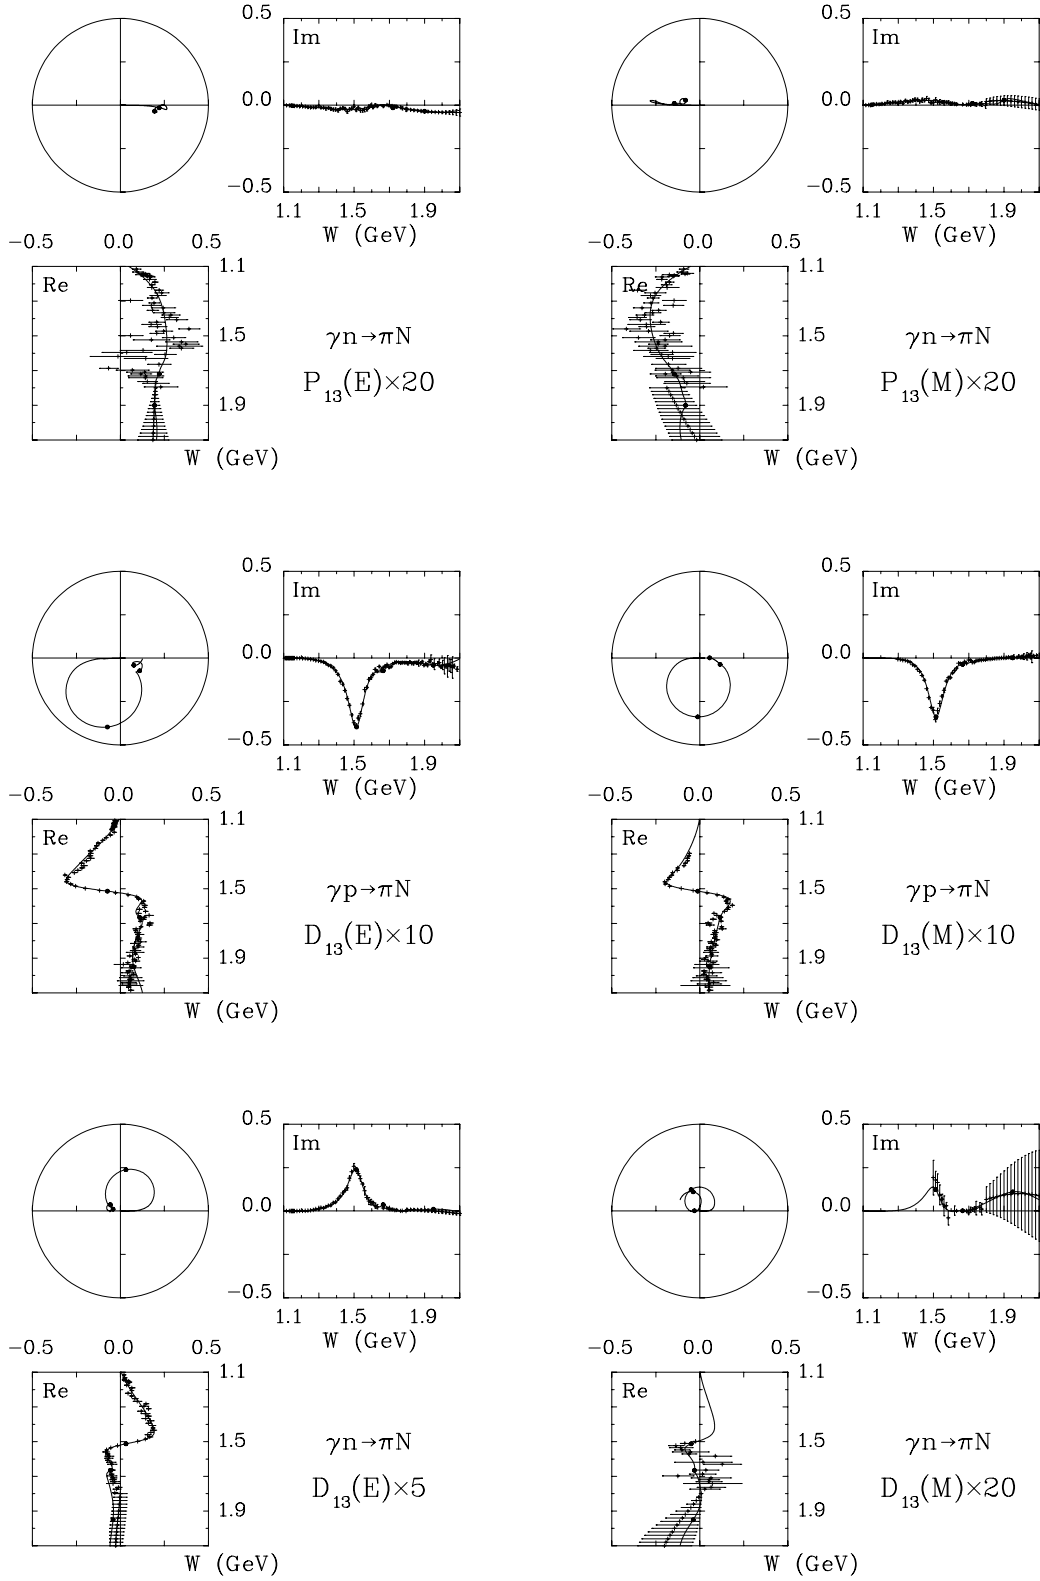 0.5
Im
0.0
−0.5
1.1 1.5 1.9
W (GeV)
−0.5 0.0 0.5
Re
1.1
1.5
1.9
W (GeV)
γn→πN
P13(E)×20
0.5
Im
0.0
−0.5
1.1 1.5 1.9
W (GeV)
−0.5 0.0 0.5
Re
1.1
1.5
1.9
W (GeV)
γn→πN
P13(M)×20
0.5
Im
0.0
−0.5
1.1 1.5 1.9
W (GeV)
−0.5 0.0 0.5
Re
1.1
1.5
1.9
W (GeV)
γp→πN
D13(E)×10
0.5
Im
0.0
−0.5
1.1 1.5 1.9
W (GeV)
−0.5 0.0 0.5
Re
1.1
1.5
1.9
W (GeV)
γp→πN
D13(M)×10
0.5
Im
0.0
−0.5
1.1 1.5 1.9
W (GeV)
−0.5 0.0 0.5
Re
1.1
1.5
1.9
W (GeV)
γn→πN
D13(E)×5
0.5
Im
0.0
−0.5
1.1 1.5 1.9
W (GeV)
−0.5 0.0 0.5
Re
1.1
1.5
1.9
W (GeV)
γn→πN
D13(M)×20